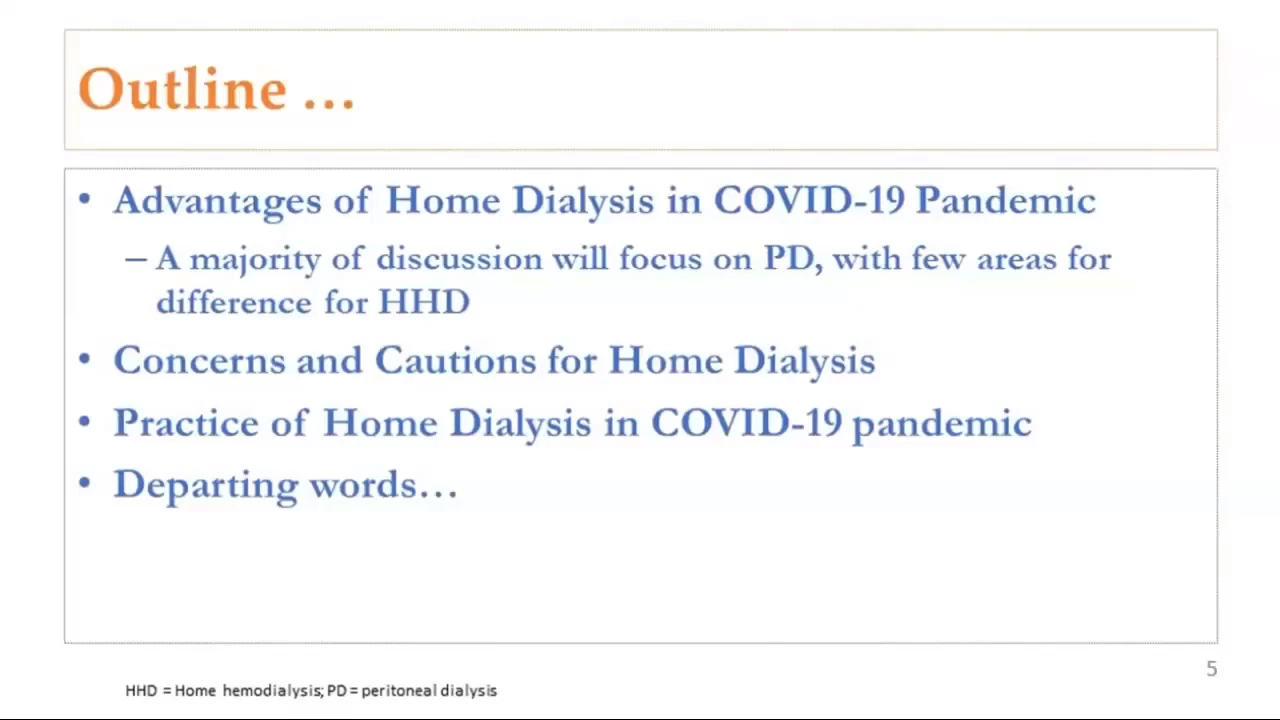 Outline …
• Advantages of Home Dialysis in COVID-19 Pandemic
– A majority of discussion will focus on PD, with few areas for
difference for HHD
• Concerns and Cautions for Home Dialysis
• Practice of Home Dialysis in COVID-19 pandemic
• Departing words…
5
HHD = Home hemodialysis; PD = peritoneal dialysis